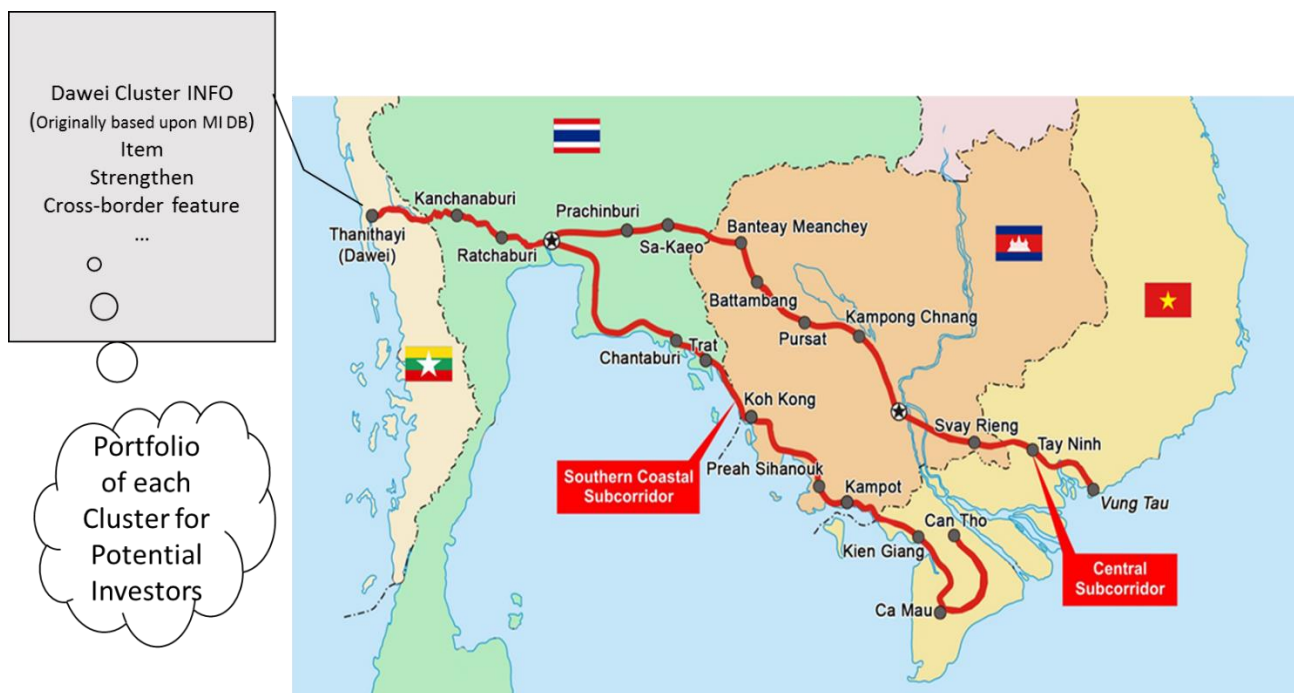 Dawei Cluster INFO
(Originally based upon MI DB)
Item
Strengthen
Cross-border feature
...
Portfolio
of each
Cluster for
Potential
Investors
Thanithayi
(Dawei)
Kanchanaburi
Ratchaburi
Prachinburi
Sa-Kaeo
Banteay Meanchey
Battambang
Pursat
Kampong Chnang
Chantaburi
Trat
Koh Kong
Svay Rieng
Tay Ninh
Southern Coastal
Subcorridor
Preah Sihanouk
Kampot
Can Tho
Vung Tau
Kien Giang
Central
Subcorridor
Ca Mau